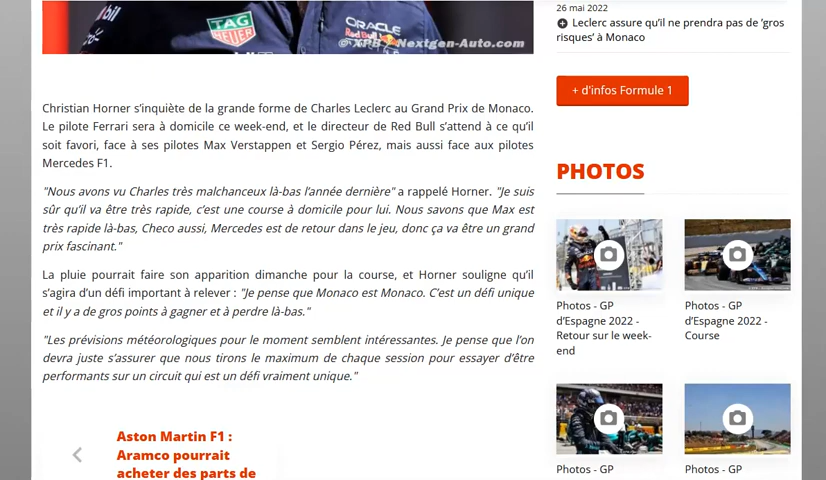 bil
TAG
HEUER
ORACLE
Red Bull
© XPB / Nextgen-Auto.com
Christian Horner s’inquiète de la grande forme de Charles Leclerc au Grand Prix de Monaco.
Le pilote Ferrari sera à domicile ce week-end, et le directeur de Red Bull s’attend à ce qu’il
soit favori, face à ses pilotes Max Verstappen et Sergio Pérez, mais aussi face aux pilotes
Mercedes F1.
"Nous avons vu Charles très malchanceux là-bas l’année dernière" a rappelé Horner. "Je suis
sûr qu’il va être très rapide, c’est une course à domicile pour lui. Nous savons que Max est
très rapide là-bas, Checo aussi, Mercedes est de retour dans le jeu, donc ça va être un grand
prix fascinant."
La pluie pourrait faire son apparition dimanche pour la course, et Horner souligne qu’il
s’agira d’un défi important à relever : "Je pense que Monaco est Monaco. C’est un défi unique
et il y a de gros points à gagner et à perdre là-bas."
"Les prévisions météorologiques pour le moment semblent intéressantes. Je pense que l’on
devra juste s’assurer que nous tirons le maximum de chaque session pour essayer d’être
performants sur un circuit qui est un défi vraiment unique."
Aston Martin F1 :
Aramco pourrait
acheter des parts de
26 mai 2022
Leclerc assure qu’il ne prendra pas de ‘gros
risques’ à Monaco
+ d’infos Formule 1
PHOTOS
Photos - GP
d’Espagne 2022 -
Retour sur le week-
end
Photos - GP
d’Espagne 2022 -
Course
Photos - GP
Photos - GP